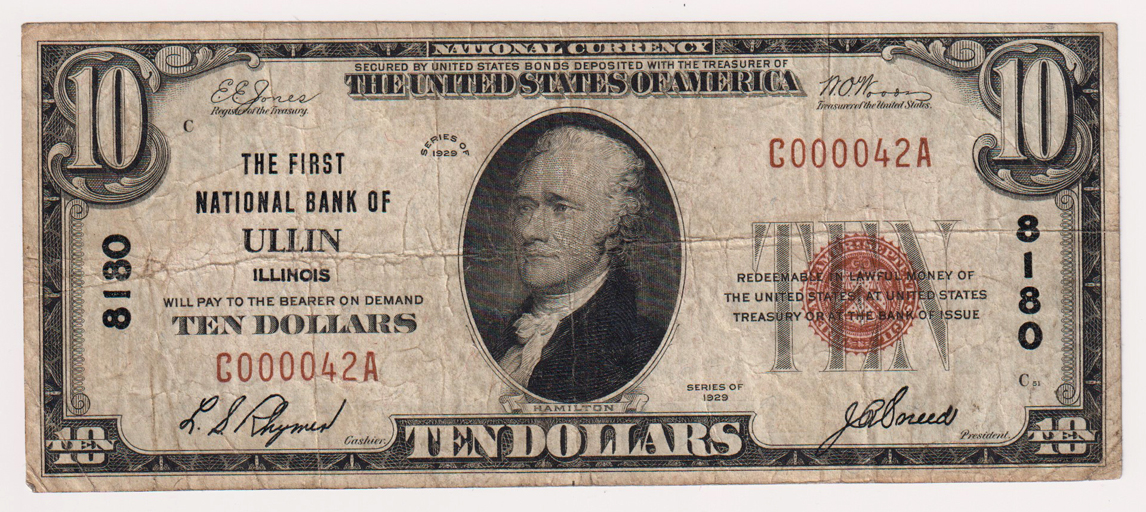 NATIONAL CURRENCY
SECURED BY UNITED STATES BONDS DEPOSITED WITH THE TREASURER OF
THE UNITED STATES OF AMERICA
10
10
E E Jones
Register of the Treasury.
W. O. Woods
Treasurer of the United States.
C
SERIES OF
1929
C000042A
THE FIRST
NATIONAL BANK OF
ULLIN
ILLINOIS
8180
8180
WILL PAY TO THE BEARER ON DEMAND
TEN DOLLARS
C000042A
TEN
REDEEMABLE IN LAWFUL MONEY OF
THE UNITED STATES AT UNITED STATES
TREASURY OR AT THE BANK OF ISSUE
SERIES OF
1929
C 51
HAMILTON
L. S. Rhymer
Cashier.
TEN DOLLARS
President.
10
TEN
10
TEN